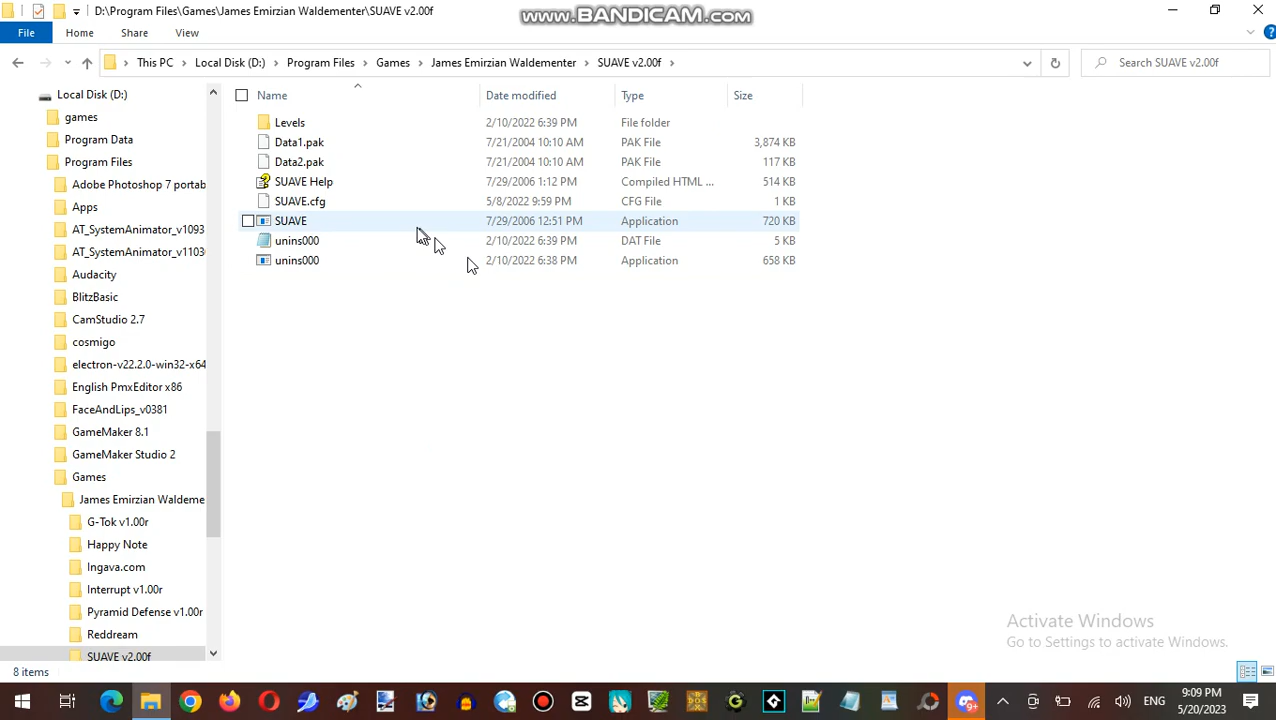 D:\Program Files\Games\James Emirzian Waldementer\SUAVE v2.00f
www.BANDICAM.com
File Home Share View
This PC Local Disk (D:) Program Files Games James Emirzian Waldementer SUAVE v2.00f
Search SUAVE v2.00f
Local Disk (D:)
games
Program Data
Program Files
Adobe Photoshop 7 portab
Apps
AT_SystemAnimator_v1093
AT_SystemAnimator_v1103
Audacity
BlitzBasic
CamStudio 2.7
cosmigo
electron-v22.2.0-win32-x64
English PmxEditor x86
FaceAndLips_v0381
GameMaker 8.1
GameMaker Studio 2
Games
James Emirzian Waldeme
G-Tok v1.00r
Happy Note
Ingava.com
Interrupt v1.00r
Pyramid Defense v1.00r
Reddream
SUAVE v2.00f
Name Date modified Type Size
Levels 2/10/2022 6:39 PM File folder
Data1.pak 7/21/2004 10:10 AM PAK File 3,874 KB
Data2.pak 7/21/2004 10:10 AM PAK File 117 KB
SUAVE Help 7/29/2006 1:12 PM Compiled HTML ... 514 KB
SUAVE.cfg 5/8/2022 9:59 PM CFG File 1 KB
SUAVE 7/29/2006 12:51 PM Application 720 KB
unins000 2/10/2022 6:39 PM DAT File 5 KB
unins000 2/10/2022 6:38 PM Application 658 KB
Activate Windows
Go to Settings to activate Windows.
8 items
9+
ENG
9:09 PM
5/20/2023